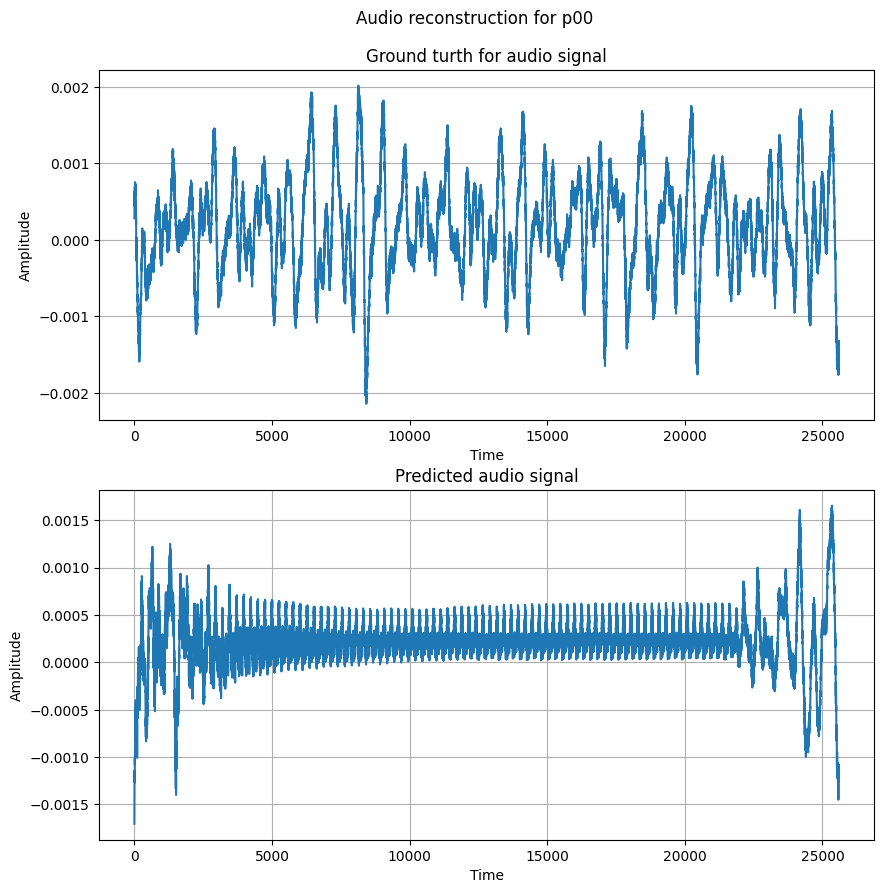 Audio reconstruction for p00
Ground turth for audio signal
0.002
0.001
0.000
−0.001
−0.002
Amplitude
0 5000 10000 15000 20000 25000
Time
Predicted audio signal
0.0015
0.0010
0.0005
0.0000
−0.0005
−0.0010
−0.0015
Amplitude
0 5000 10000 15000 20000 25000
Time